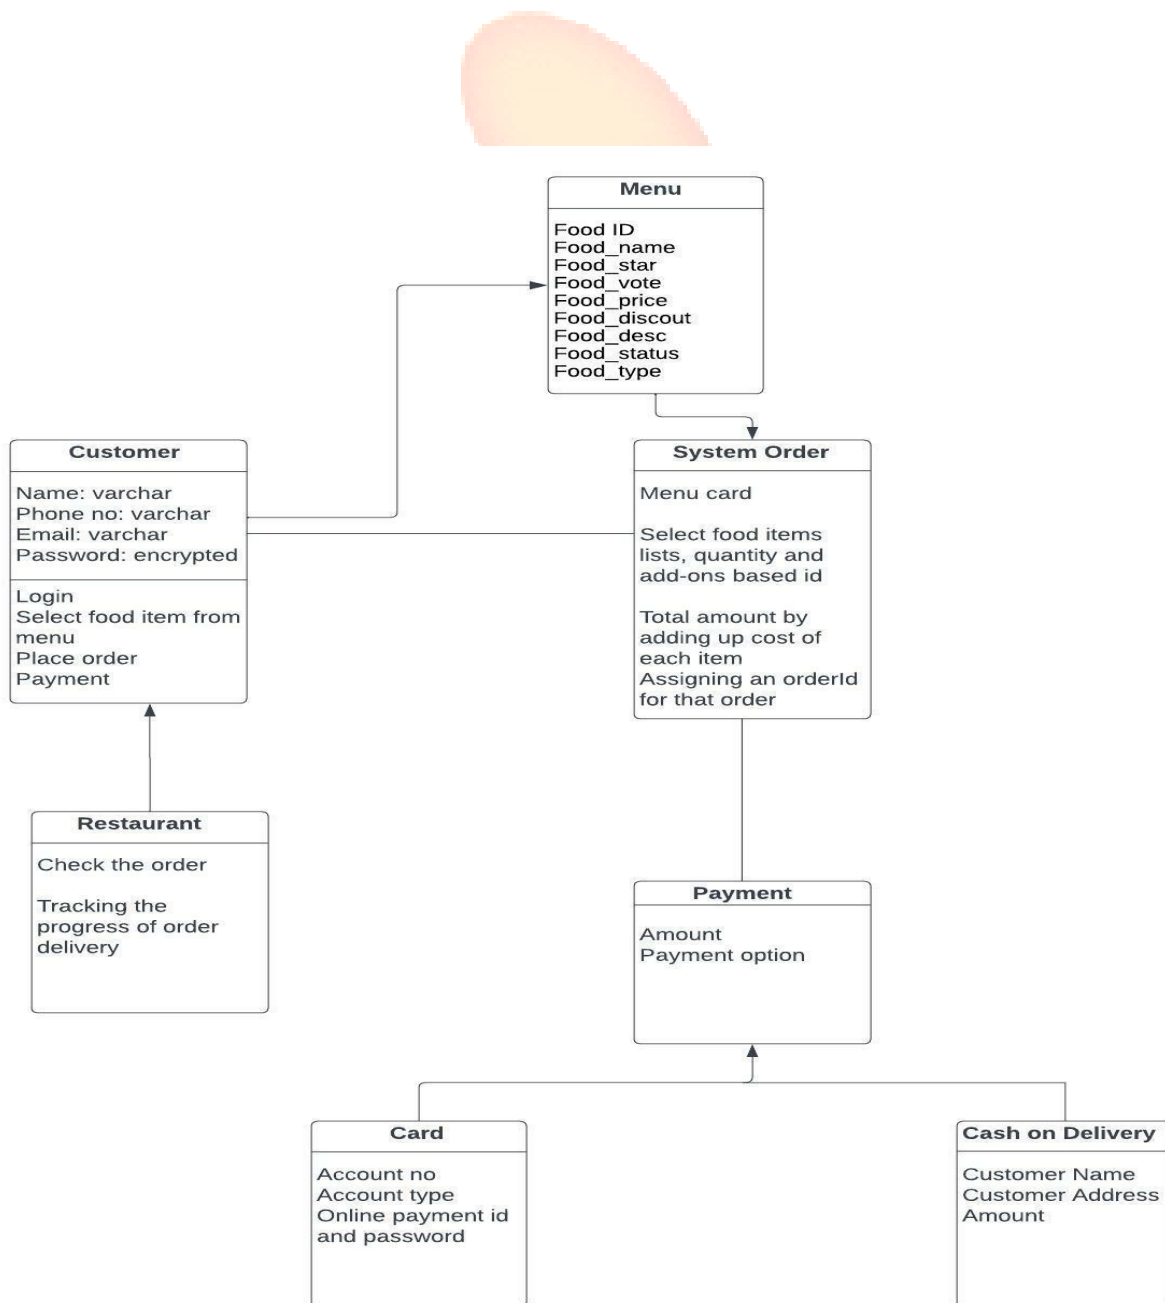 Menu
Food ID
Food_name
Food_star
Food_vote
Food_price
Food_discout
Food_desc
Food_status
Food_type
Customer
Name: varchar
Phone no: varchar
Email: varchar
Password: encrypted
Login
Select food item from
menu
Place order
Payment
System Order
Menu card
Select food items
lists, quantity and
add-ons based id
Total amount by
adding up cost of
each item
Assigning an orderId
for that order
Restaurant
Check the order
Tracking the
progress of order
delivery
Payment
Amount
Payment option
Card
Account no
Account type
Online payment id
and password
Cash on Delivery
Customer Name
Customer Address
Amount